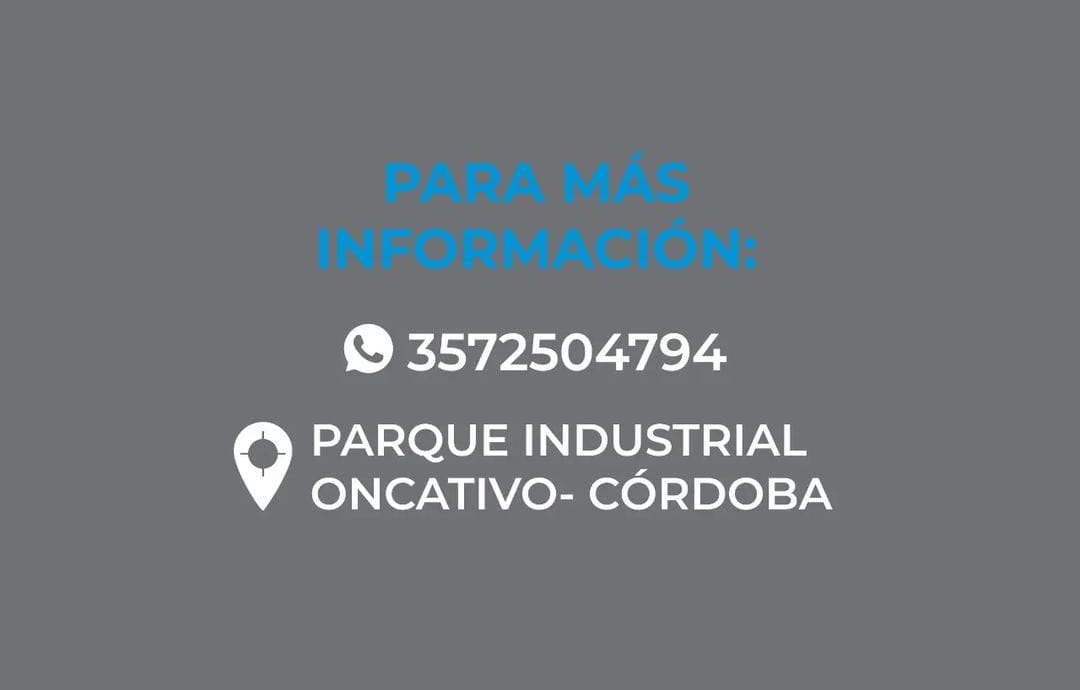 PARA MÁS
INFORMACIÓN:
3572504794
PARQUE INDUSTRIAL
ONCATIVO- CÓRDOBA